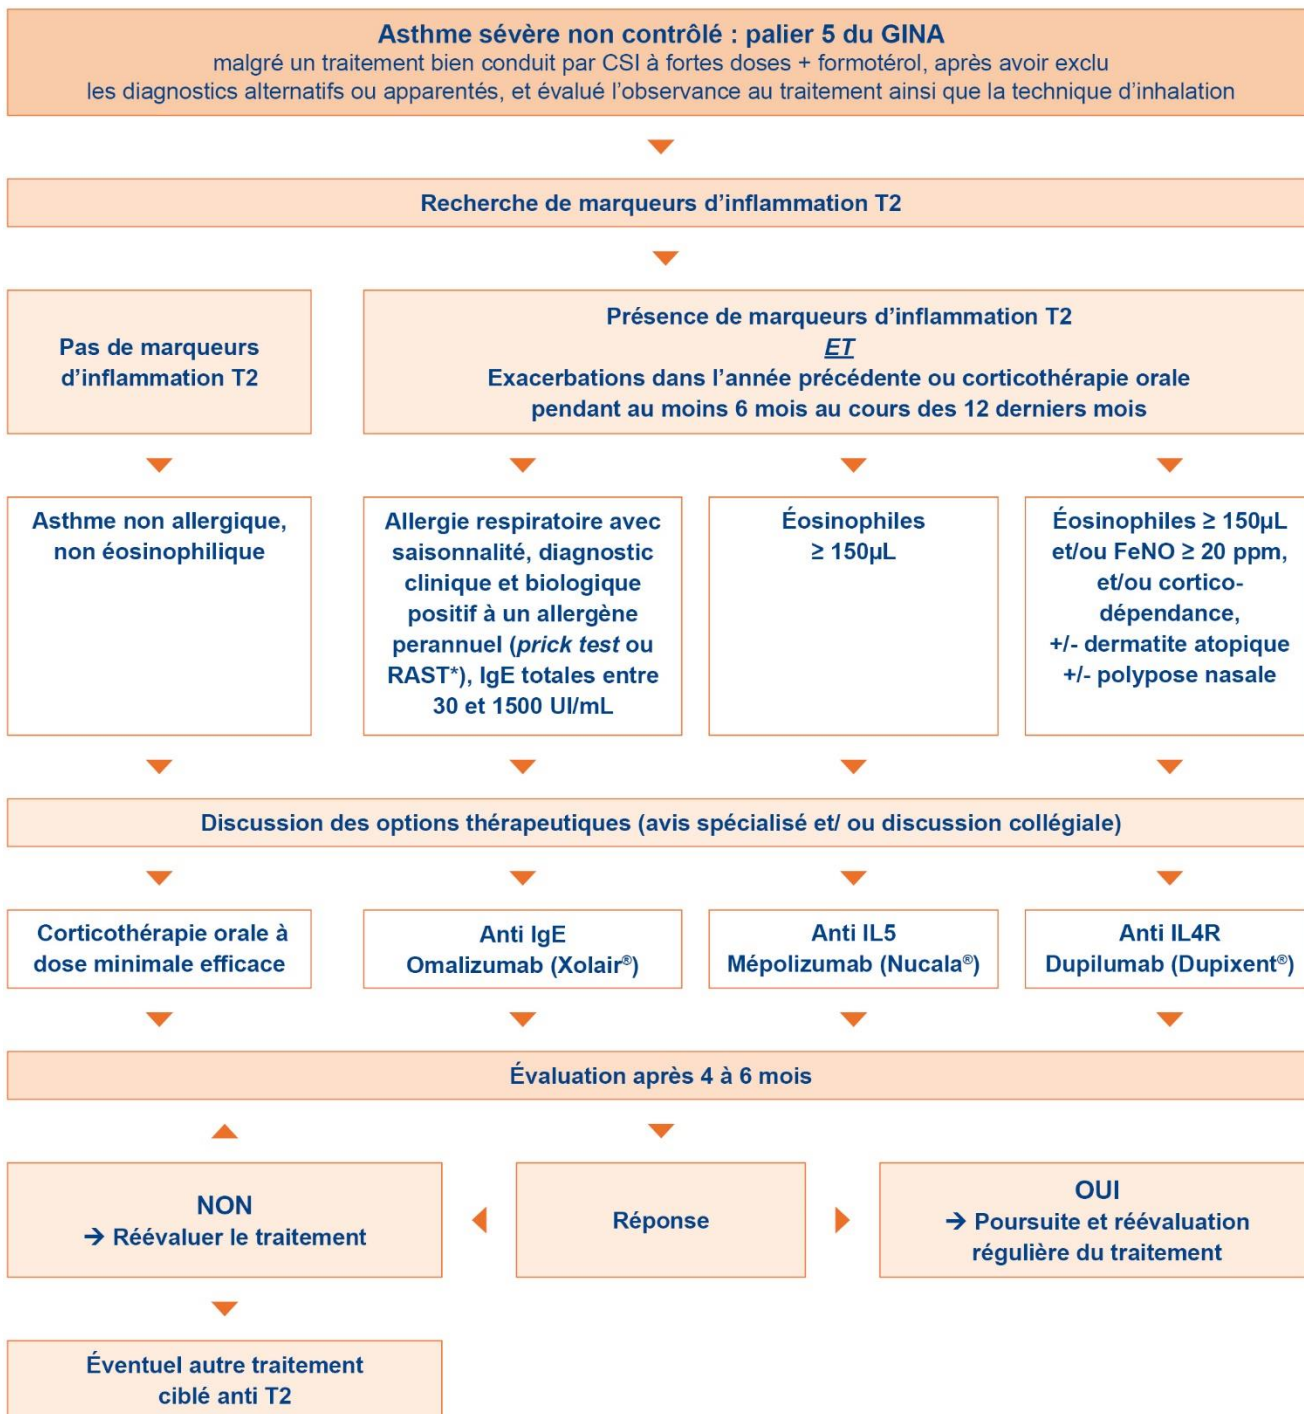 Asthme sévère non contrôlé : palier 5 du GINA
malgré un traitement bien conduit par CSI à fortes doses + formotérol, après avoir exclu
les diagnostics alternatifs ou apparentés, et évalué l’observance au traitement ainsi que la technique d’inhalation
Recherche de marqueurs d’inflammation T2
Pas de marqueurs
d’inflammation T2
Présence de marqueurs d’inflammation T2
ET
Exacerbations dans l’année précédente ou corticothérapie orale
pendant au moins 6 mois au cours des 12 derniers mois
Asthme non allergique,
non éosinophilique
Allergie respiratoire avec
saisonnalité, diagnostic
clinique et biologique
positif à un allergène
perannuel (prick test ou
RAST*), IgE totales entre
30 et 1500 UI/mL
Éosinophiles
≥ 150µL
Éosinophiles ≥ 150µL
et/ou FeNO ≥ 20 ppm,
et/ou cortico-
dépendance,
+/- dermatite atopique
+/- polypose nasale
Discussion des options thérapeutiques (avis spécialisé et/ ou discussion collégiale)
Corticothérapie orale à
dose minimale efficace
Anti IgE
Omalizumab (Xolair®)
Anti IL5
Mépolizumab (Nucala®)
Anti IL4R
Dupilumab (Dupixent®)
Évaluation après 4 à 6 mois
NON
→ Réévaluer le traitement
Réponse
OUI
→ Poursuite et réévaluation
régulière du traitement
Éventuel autre traitement
ciblé anti T2